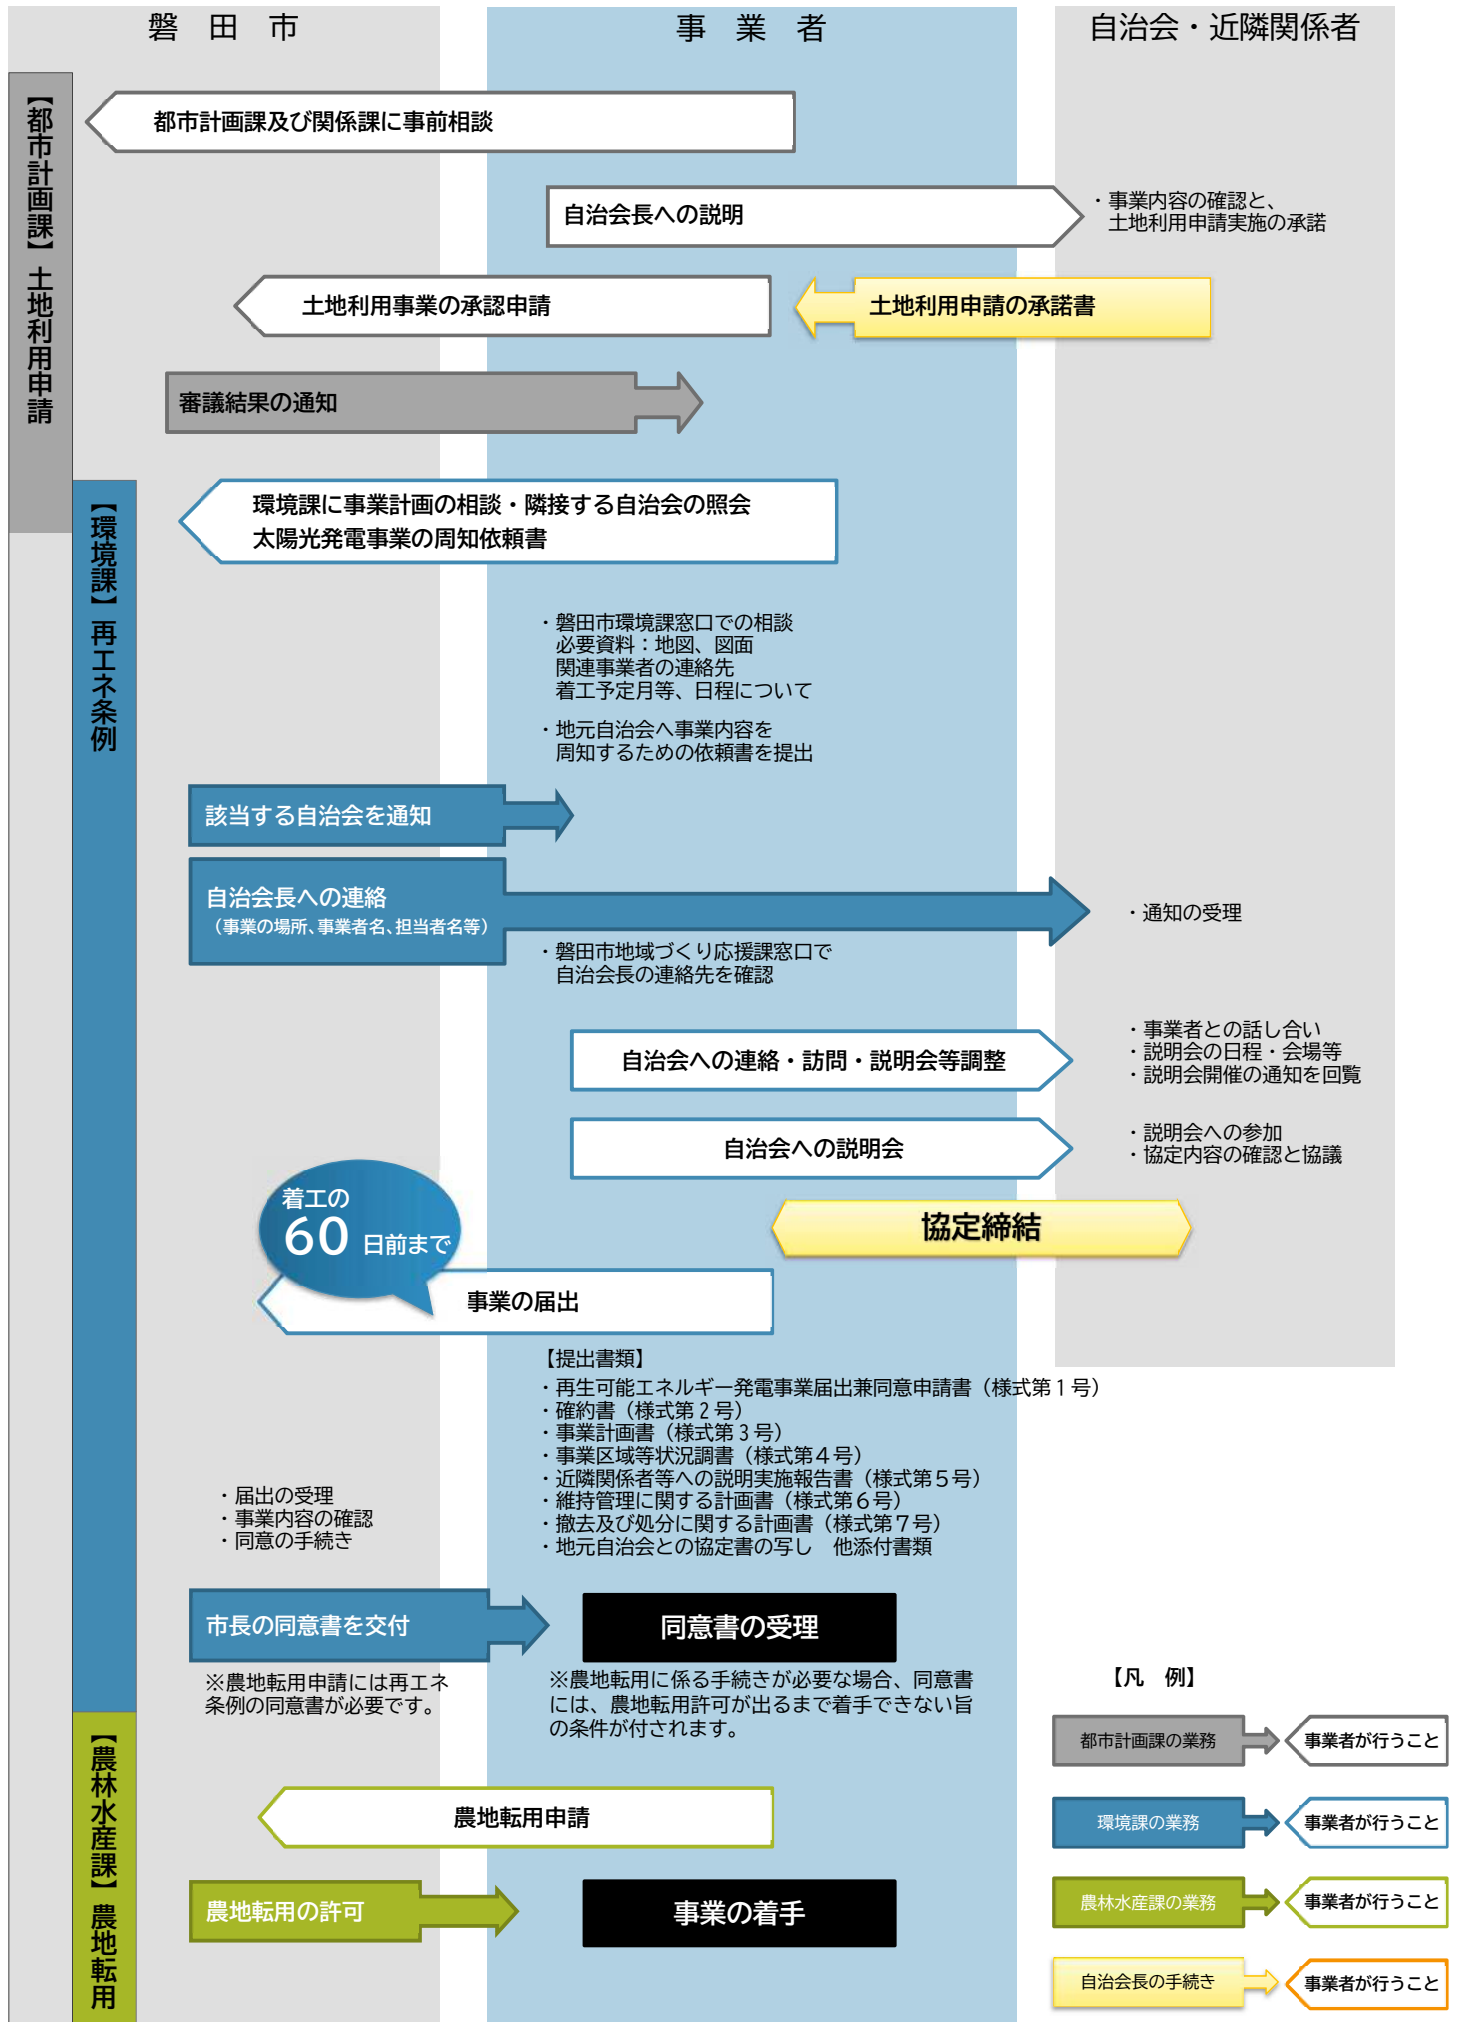 磐　田　市
事　業　者
自治会・近隣関係者
【都市計画課】土地利用申請
都市計画課及び関係課に事前相談
自治会長への説明
・事業内容の確認と、
土地利用申請実施の承諾
土地利用事業の承認申請
土地利用申請の承諾書
審議結果の通知
【環境課】再エネ条例
環境課に事業計画の相談・隣接する自治会の照会
太陽光発電事業の周知依頼書
・磐田市環境課窓口での相談
必要資料：地図、図面
関連事業者の連絡先
着工予定月等、日程について
・地元自治会へ事業内容を
周知するための依頼書を提出
該当する自治会を通知
自治会長への連絡
（事業の場所、事業者名、担当者名等）
・通知の受理
・磐田市地域づくり応援課窓口で
自治会長の連絡先を確認
自治会への連絡・訪問・説明会等調整
・事業者との話し合い
・説明会の日程・会場等
・説明会開催の通知を回覧
自治会への説明会
・説明会への参加
・協定内容の確認と協議
着工の
60 日前まで
協定締結
事業の届出
【提出書類】
・再生可能エネルギー発電事業届出兼同意申請書（様式第1号）
・確約書（様式第2号）
・事業計画書（様式第3号）
・事業区域等状況調書（様式第４号）
・近隣関係者等への説明実施報告書（様式第５号）
・維持管理に関する計画書（様式第６号）
・撤去及び処分に関する計画書（様式第７号）
・地元自治会との協定書の写し　他添付書類
・届出の受理
・事業内容の確認
・同意の手続き
市長の同意書を交付
同意書の受理
※農地転用申請には再エネ
条例の同意書が必要です。
※農地転用に係る手続きが必要な場合、同意書
には、農地転用許可が出るまで着手できない旨
の条件が付されます。
【農林水産課】農地転用
農地転用申請
農地転用の許可
事業の着手
【凡　例】
都市計画課の業務
事業者が行うこと
環境課の業務
事業者が行うこと
農林水産課の業務
事業者が行うこと
自治会長の手続き
事業者が行うこと